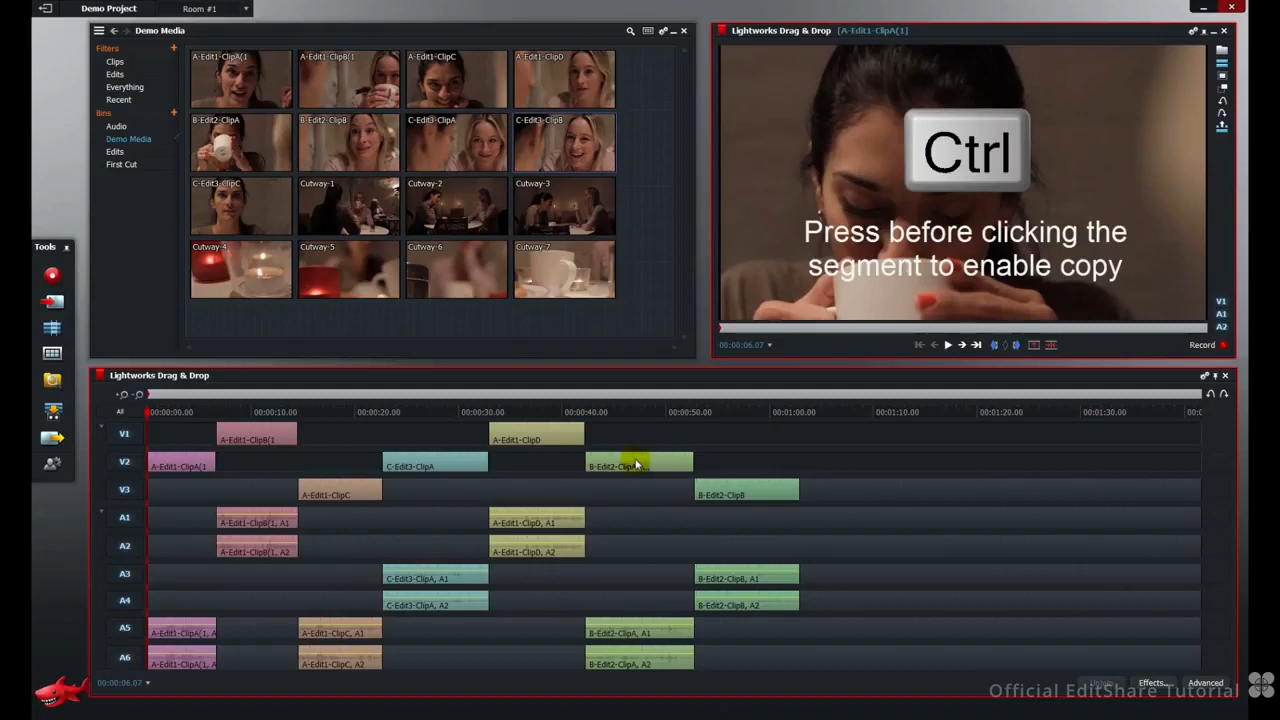 Demo Project
Room #1
Demo Media
Filters
Clips
Edits
Everything
Recent
Bins
Audio
Demo Media
Edits
First Cut
A-Edit1-ClipA(1
A-Edit1-ClipB(1
A-Edit1-ClipC
A-Edit1-ClipD
B-Edit2-ClipA
B-Edit2-ClipB
C-Edit3-ClipA
C-Edit3-ClipB
C-Edit3-ClipC
Cutway-1
Cutway-2
Cutway-3
Cutway-4
Cutway-5
Cutway-6
Cutway-7
Lightworks Drag & Drop [A-Edit1-ClipA(1]
Ctrl
Press before clicking the
segment to enable copy
V1
A1
A2
00:00:06.07
Record
Tools
Lightworks Drag & Drop
All
00:00:00.00 00:00:10.00 00:00:20.00 00:00:30.00 00:00:40.00 00:00:50.00 00:01:00.00 00:01:10.00 00:01:20.00 00:01:30.00
V1 A-Edit1-ClipB(1 A-Edit1-ClipD
V2 A-Edit1-ClipA(1 C-Edit3-ClipA B-Edit2-ClipA
V3 A-Edit1-ClipC B-Edit2-ClipB
A1 A-Edit1-ClipB(1, A1 A-Edit1-ClipD, A1
A2 A-Edit1-ClipB(1, A2 A-Edit1-ClipD, A2
A3 C-Edit3-ClipA, A1 B-Edit2-ClipB, A1
A4 C-Edit3-ClipA, A2 B-Edit2-ClipB, A2
A5 A-Edit1-ClipA(1, A A-Edit1-ClipC, A1 B-Edit2-ClipA, A1
A6 A-Edit1-ClipA(1, A A-Edit1-ClipC, A2 B-Edit2-ClipA, A2
00:00:06.07
Effects... Advanced
Official EditShare Tutorial